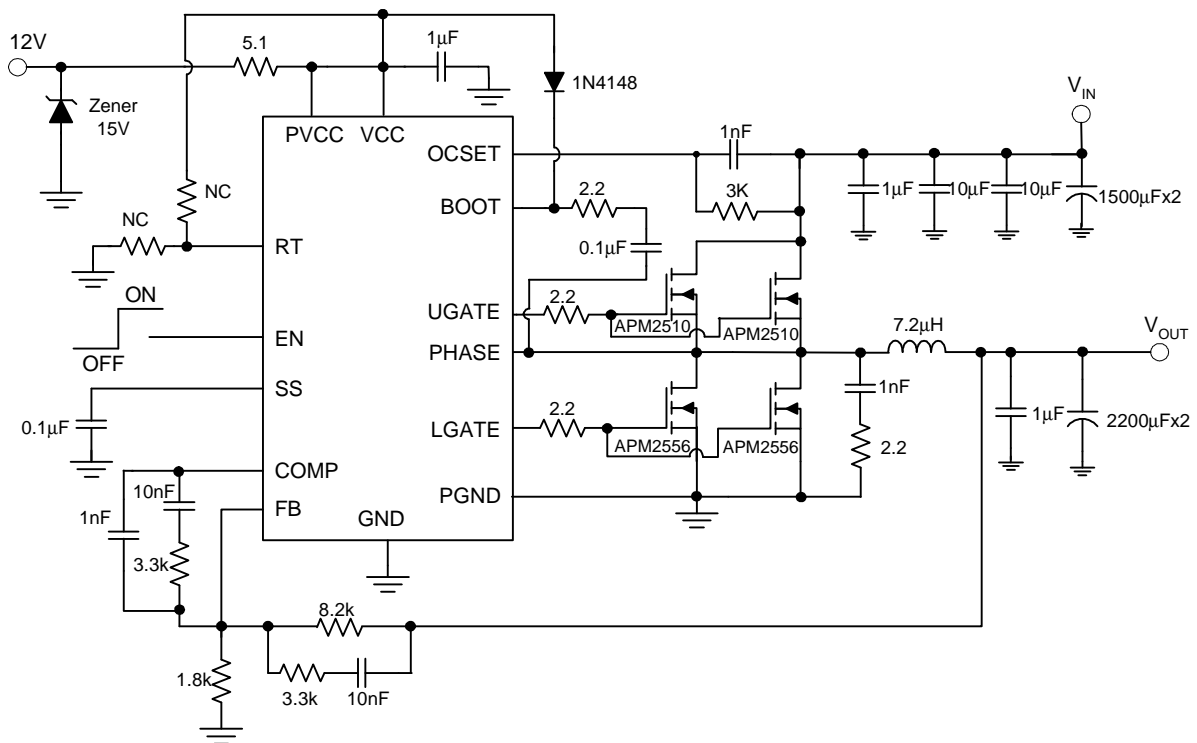 12V
5.1
1μF
Zener
15V
PVCC
VCC
1N4148
V_IN
OCSET
1nF
NC
BOOT
2.2
3K
1μF
10μF
10μF
1500μFx2
NC
RT
0.1μF
ON
OFF
EN
UGATE
2.2
APM2510
APM2510
7.2μH
V_OUT
PHASE
SS
0.1μF
1nF
1μF
2200μFx2
LGATE
2.2
APM2556
APM2556
2.2
COMP
10nF
1nF
FB
PGND
GND
3.3k
8.2k
1.8k
3.3k
10nF